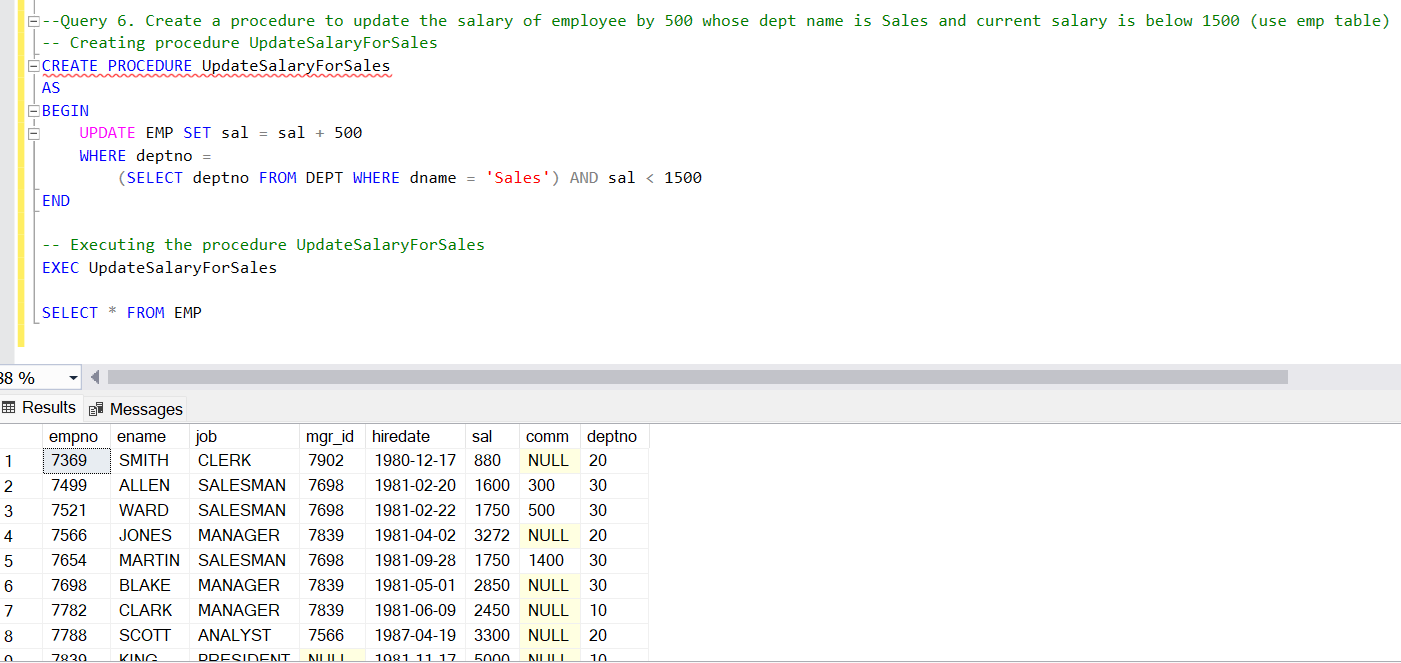 --Query 6. Create a procedure to update the salary of employee by 500 whose dept name is Sales and current salary is below 1500 (use emp table)
-- Creating procedure UpdateSalaryForSales
CREATE PROCEDURE UpdateSalaryForSales
AS
BEGIN
UPDATE EMP SET sal = sal + 500
WHERE deptno =
(SELECT deptno FROM DEPT WHERE dname = 'Sales') AND sal < 1500
END
-- Executing the procedure UpdateSalaryForSales
EXEC UpdateSalaryForSales
SELECT * FROM EMP
38 %
Results Messages
empno ename job mgr_id hiredate sal comm deptno
1 7369 SMITH CLERK 7902 1980-12-17 880 NULL 20
2 7499 ALLEN SALESMAN 7698 1981-02-20 1600 300 30
3 7521 WARD SALESMAN 7698 1981-02-22 1750 500 30
4 7566 JONES MANAGER 7839 1981-04-02 3272 NULL 20
5 7654 MARTIN SALESMAN 7698 1981-09-28 1750 1400 30
6 7698 BLAKE MANAGER 7839 1981-05-01 2850 NULL 30
7 7782 CLARK MANAGER 7839 1981-06-09 2450 NULL 10
8 7788 SCOTT ANALYST 7566 1987-04-19 3300 NULL 20
9 7839 KING PRESIDENT NULL 1981-11-17 5000 NULL 10